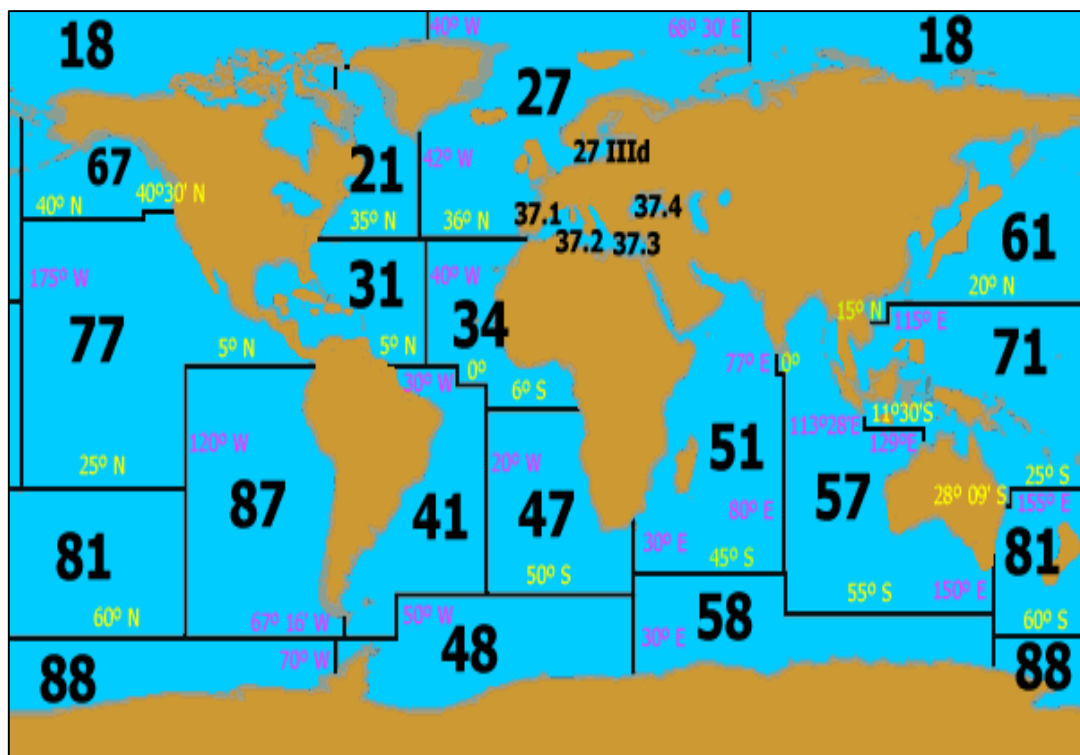 18
40º W
68º 30' E
18
27
67
21
42º W
27 IIId
40º N
40º30' N
35º N
36º N
37.1
37.4
37.2
37.3
61
175º W
31
40º W
34
20º N
15º N
115º E
77
71
5º N
5º N
0º
30º W
6º S
77º E
0º
11º30'S
113º28'E
129ºE
120º W
20º W
51
25º N
87
41
47
80º E
57
28º 09' S
25º S
155º E
81
30º E
81
50º S
45º S
60º N
67º 16' W
50º W
58
55º S
150º E
60º S
88
70º W
48
30º E
88